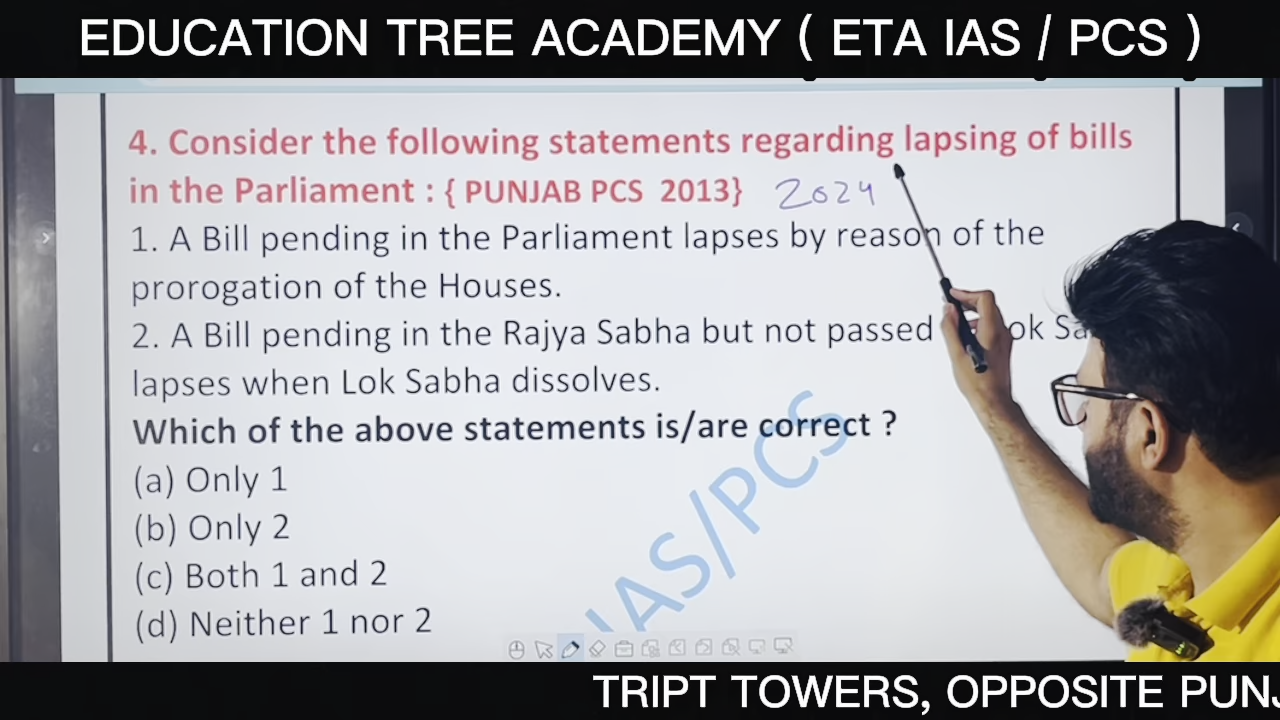 EDUCATION TREE ACADEMY ( ETA IAS / PCS )
4. Consider the following statements regarding lapsing of bills
in the Parliament : { PUNJAB PCS 2013} 2024
1. A Bill pending in the Parliament lapses by reason of the
prorogation of the Houses.
2. A Bill pending in the Rajya Sabha but not passed
lapses when Lok Sabha dissolves.
Which of the above statements is/are correct ?
(a) Only 1
(b) Only 2
(c) Both 1 and 2
(d) Neither 1 nor 2
IAS/PCS
TRIPT TOWERS, OPPOSITE